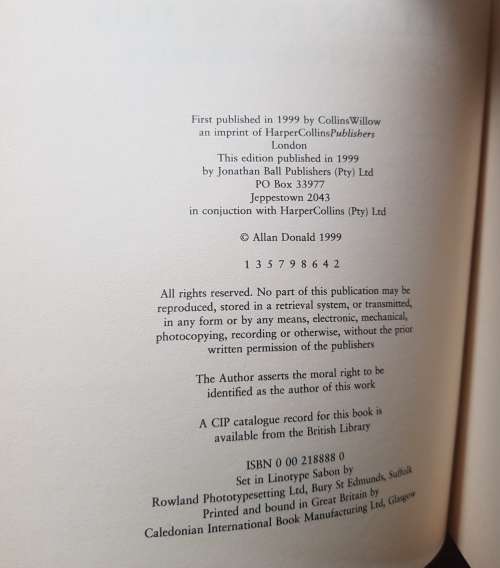 First published in 1999 by CollinsWillow
an imprint of HarperCollinsPublishers
London
This edition published in 1999
by Jonathan Ball Publishers (Pty) Ltd
PO Box 33977
Jeppestown 2043
in conjuction with HarperCollins (Pty) Ltd
© Allan Donald 1999
1 3 5 7 9 8 6 4 2
All rights reserved. No part of this publication may be
reproduced, stored in a retrieval system, or transmitted,
in any form or by any means, electronic, mechanical,
photocopying, recording or otherwise, without the prior
written permission of the publishers
The Author asserts the moral right to be
identified as the author of this work
A CIP catalogue record for this book is
available from the British Library
ISBN 0 00 218888 0
Set in Linotype Sabon by
Rowland Phototypesetting Ltd, Bury St Edmunds, Suffolk
Printed and bound in Great Britain by
Caledonian International Book Manufacturing Ltd, Glasgow